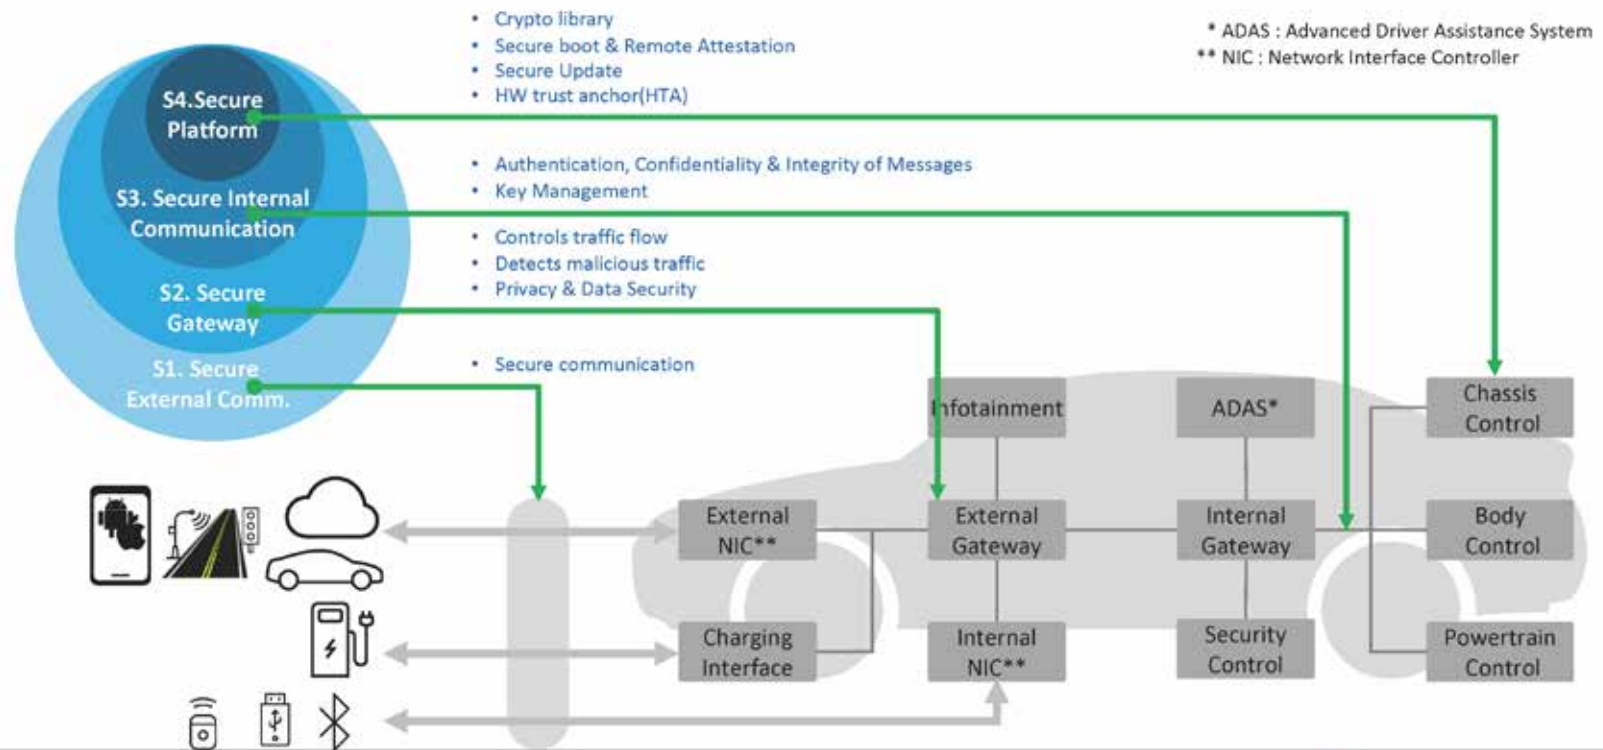 • Crypto library
• Secure boot & Remote Attestation
• Secure Update
• HW trust anchor(HTA)
* ADAS : Advanced Driver Assistance System
** NIC : Network Interface Controller
S4.Secure
Platform
• Authentication, Confidentiality & Integrity of Messages
• Key Management
S3. Secure Internal
Communication
• Controls traffic flow
• Detects malicious traffic
• Privacy & Data Security
S2. Secure
Gateway
• Secure communication
S1. Secure
External Comm.
Infotainment
ADAS*
Chassis
Control
External
NIC**
External
Gateway
Internal
Gateway
Body
Control
Charging
Interface
Internal
NIC**
Security
Control
Powertrain
Control